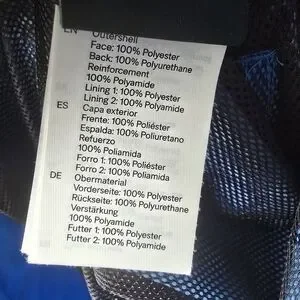 EN Outershell
Face: 100% Polyester
Back: 100% Polyurethane
Reinforcement
100% Polyamide
Lining 1: 100% Polyester
Lining 2: 100% Polyamide
ES Capa exterior
Frente: 100% Poliéster
Espalda: 100% Poliuretano
Refuerzo
100% Poliamida
Forro 1: 100% Poliéster
Forro 2: 100% Poliamida
DE Obermaterial
Vorderseite: 100% Polyester
Rückseite: 100% Polyurethane
Verstärkung
100% Polyamide
Futter 1: 100% Polyester
Futter 2: 100% Polyamide